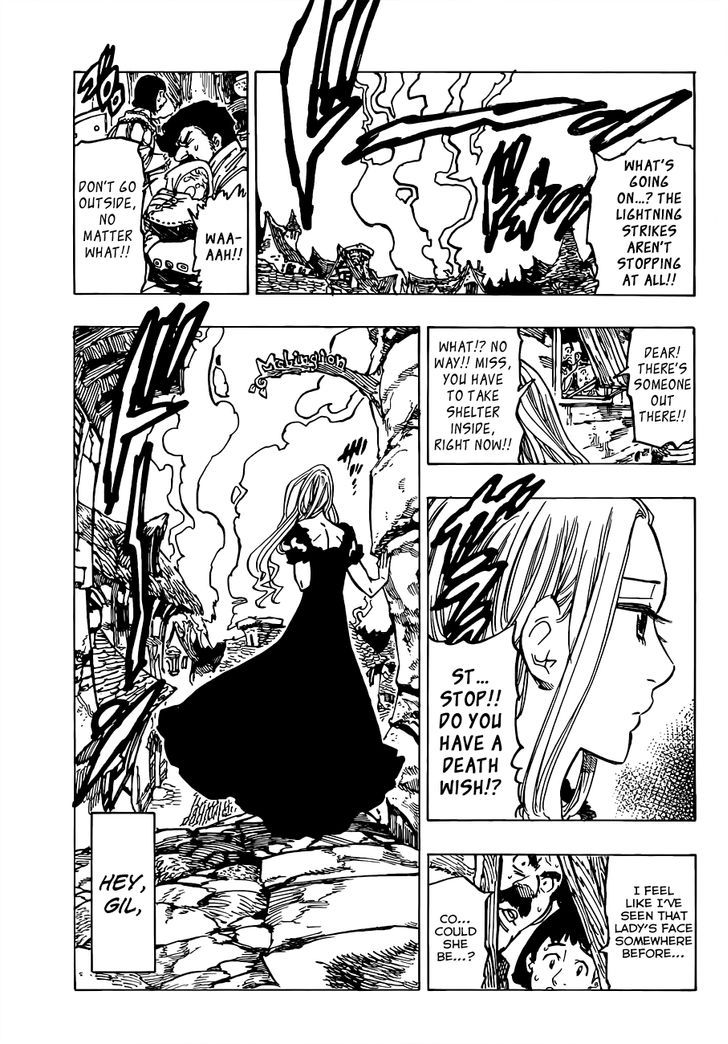 WHAT'S
GOING
ON...? THE
LIGHTNING
STRIKES
AREN'T
STOPPING
AT ALL!!
WAA-
AAH!!
DON'T GO
OUTSIDE,
NO
MATTER
WHAT!!
DEAR!
THERE'S
SOMEONE
OUT
THERE!!
WHAT!? NO
WAY!! MISS,
YOU HAVE
TO TAKE
SHELTER
INSIDE,
RIGHT NOW!!
ST...
STOP!!
DO YOU
HAVE A
DEATH
WISH!?
I FEEL
LIKE I'VE
SEEN THAT
LADY'S FACE
SOMEWHERE
BEFORE...
CO...
COULD
SHE
BE...?
HEY,
GIL,